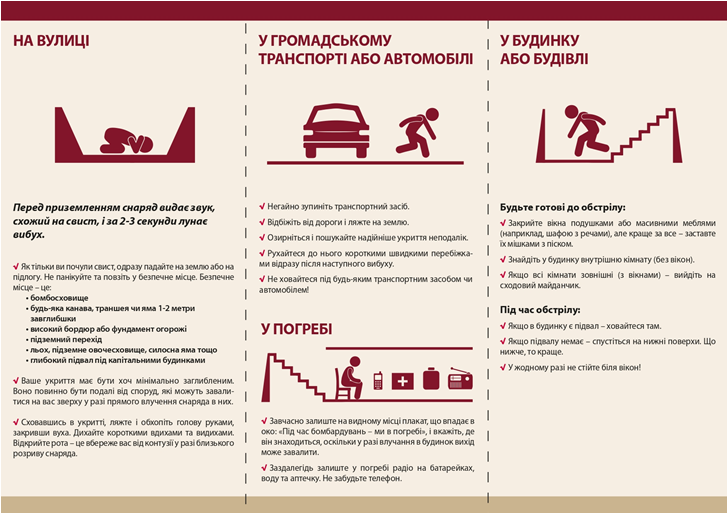 НА ВУЛИЦІ
Перед приземленням снаряд видає звук,
схожий на свист, і за 2-3 секунди лунає
вибух.
√ Як тільки ви почули свист, одразу падайте на землю або на
підлогу. Не панікуйте та повзіть у безпечне місце. Безпечне
місце – це:
• бомбосховище
• будь-яка канава, траншея чи яма 1-2 метри
завглибшки
• високий бордюр або фундамент огорожі
• підземний перехід
• льох, підземне овочесховище, силосна яма тощо
• глибокий підвал під капітальними будинками
√ Ваше укриття має бути хоч мінімально заглибленим.
Воно повинно бути подалі від споруд, які можуть завали-
тися на вас зверху у разі прямого влучення снаряда в них.
√ Сховавшись в укритті, ляжте і обхопіть голову руками,
закривши вуха. Дихайте короткими вдихами та видихами.
Відкрийте рота – це вбереже вас від контузії у разі близького
розриву снаряда.
У ГРОМАДСЬКОМУ
ТРАНСПОРТІ АБО АВТОМОБІЛІ
√ Негайно зупиніть транспортний засіб.
√ Відбіжіть від дороги і ляжте на землю.
√ Озирніться і пошукайте надійніше укриття неподалік.
√ Рухайтеся до нього короткими швидкими перебіжка-
ми відразу після наступного вибуху.
√ Не ховайтеся під будь-яким транспортним засобом чи
автомобілем!
У ПОГРЕБІ
√ Завчасно залиште на видному місці плакат, що впадає в
око: «Під час бомбардувань – ми в погребі», і вкажіть, де
він знаходиться, оскільки у разі влучання в будинок вихід
може завалити.
√ Заздалегідь залиште у погребі радіо на батарейках,
воду та аптечку. Не забудьте телефон.
У БУДИНКУ
АБО БУДІВЛІ
Будьте готові до обстрілу:
√ Закрийте вікна подушками або масивними меблями
(наприклад, шафою з речами), але краще за все – заставте
їх мішками з піском.
√ Знайдіть у будинку внутрішню кімнату (без вікон).
√ Якщо всі кімнати зовнішні (з вікнами) – вийдіть на
сходовий майданчик.
Під час обстрілу:
√ Якщо в будинку є підвал – ховайтеся там.
√ Якщо підвалу немає – спустіться на нижні поверхи. Що
нижче, то краще.
√ У жодному разі не стійте біля вікон!